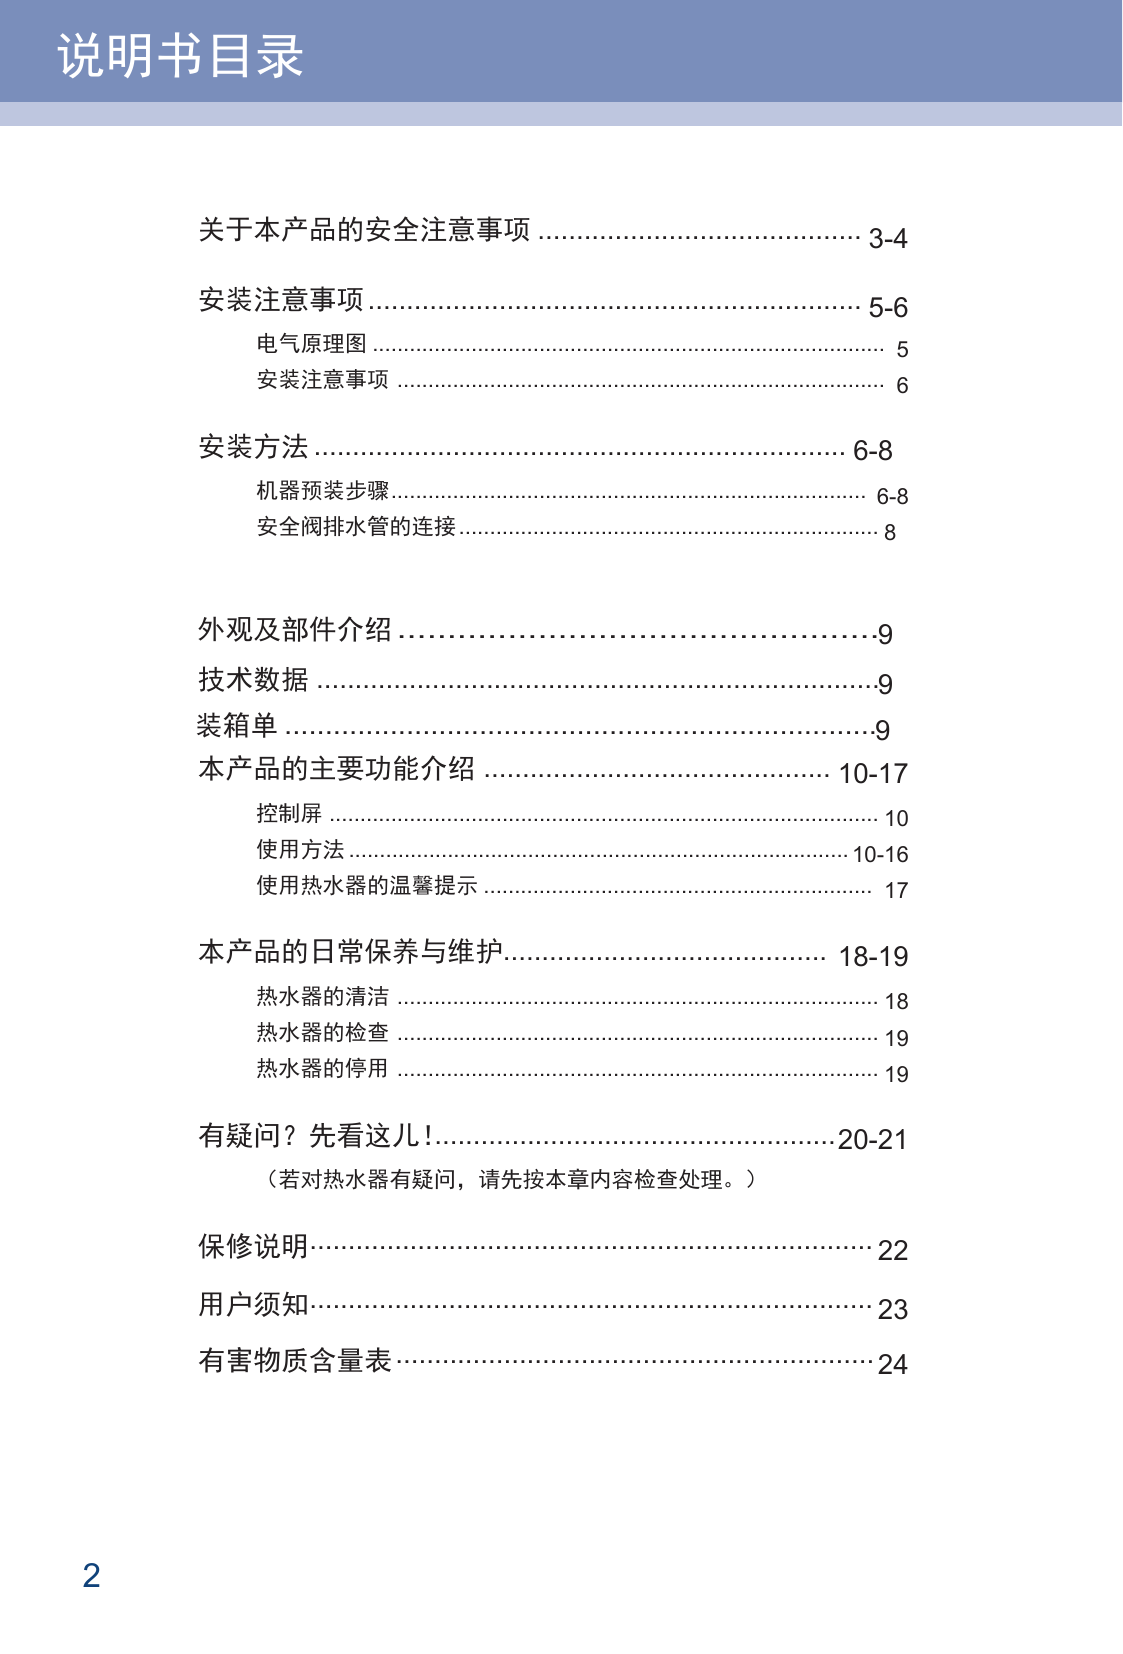 说明书目录
关于本产品的安全注意事项 .......................................... 3-4
安装注意事项 ................................................................ 5-6
电气原理图 ................................................................................... 5
安装注意事项 ............................................................................... 6
安装方法 ..................................................................... 6-8
机器预装步骤 ............................................................................. 6-8
安全阀排水管的连接 .................................................................... 8
外观及部件介绍 ................................................ 9
技术数据 ......................................................................... 9
装箱单 ....................................................................... 9
本产品的主要功能介绍 ............................................. 10-17
控制屏 ......................................................................................... 10
使用方法 ................................................................................. 10-16
使用热水器的温馨提示 ............................................................... 17
本产品的日常保养与维护 .......................................... 18-19
热水器的清洁 .............................................................................. 18
热水器的检查 .............................................................................. 19
热水器的停用 .............................................................................. 19
有疑问？先看这儿！.................................................... 20-21
（若对热水器有疑问，请先按本章内容检查处理。）
保修说明 ......................................................................... 22
用户须知 ......................................................................... 23
有害物质含量表 .............................................................. 24
2